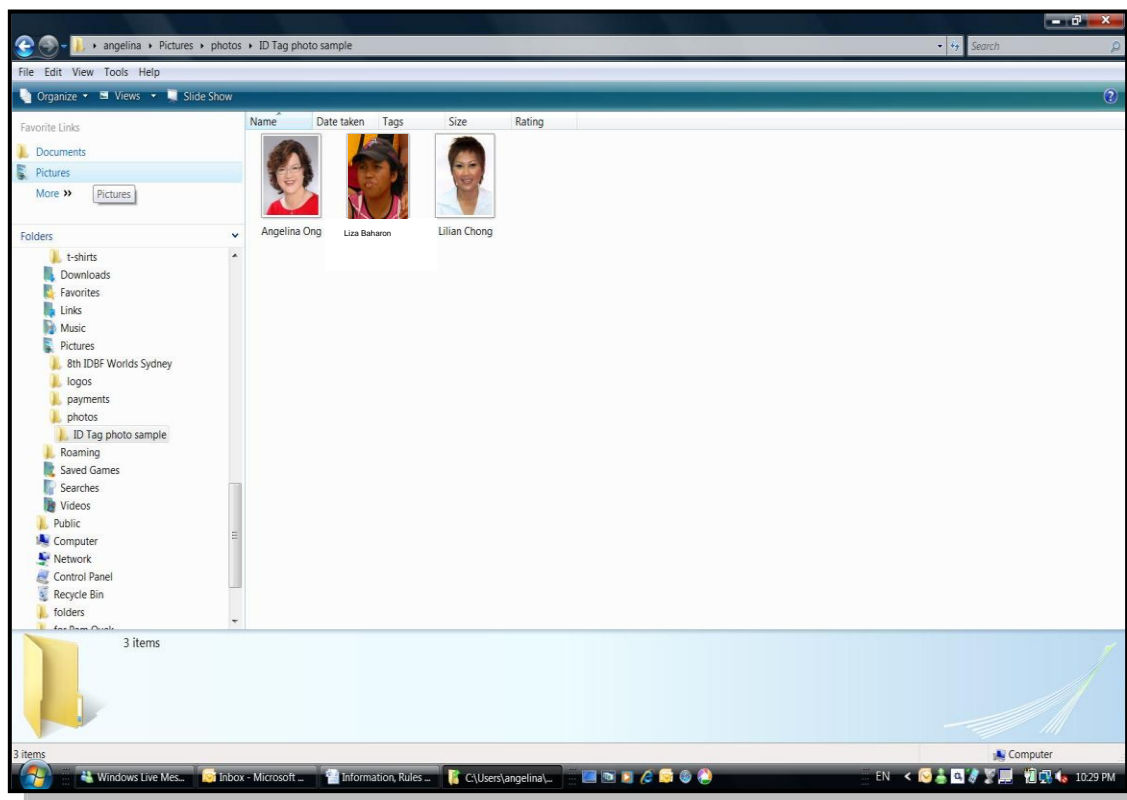 angelina ▸ Pictures ▸ photos ▸ ID Tag photo sample
Search
File Edit View Tools Help
Organize Views Slide Show
Favorite Links
Documents
Pictures
More »
Pictures
Name Date taken Tags Size Rating
Angelina Ong
Liza Baharon
Lilian Chong
Folders
t-shirts
Downloads
Favorites
Links
Music
Pictures
8th IDBF Worlds Sydney
logos
payments
photos
ID Tag photo sample
Roaming
Saved Games
Searches
Videos
Public
Computer
Network
Control Panel
Recycle Bin
folders
3 items
3 items
Computer
Windows Live Mes...
Inbox - Microsoft ...
Information, Rules ...
C:\Users\angelina\...
EN
10:29 PM